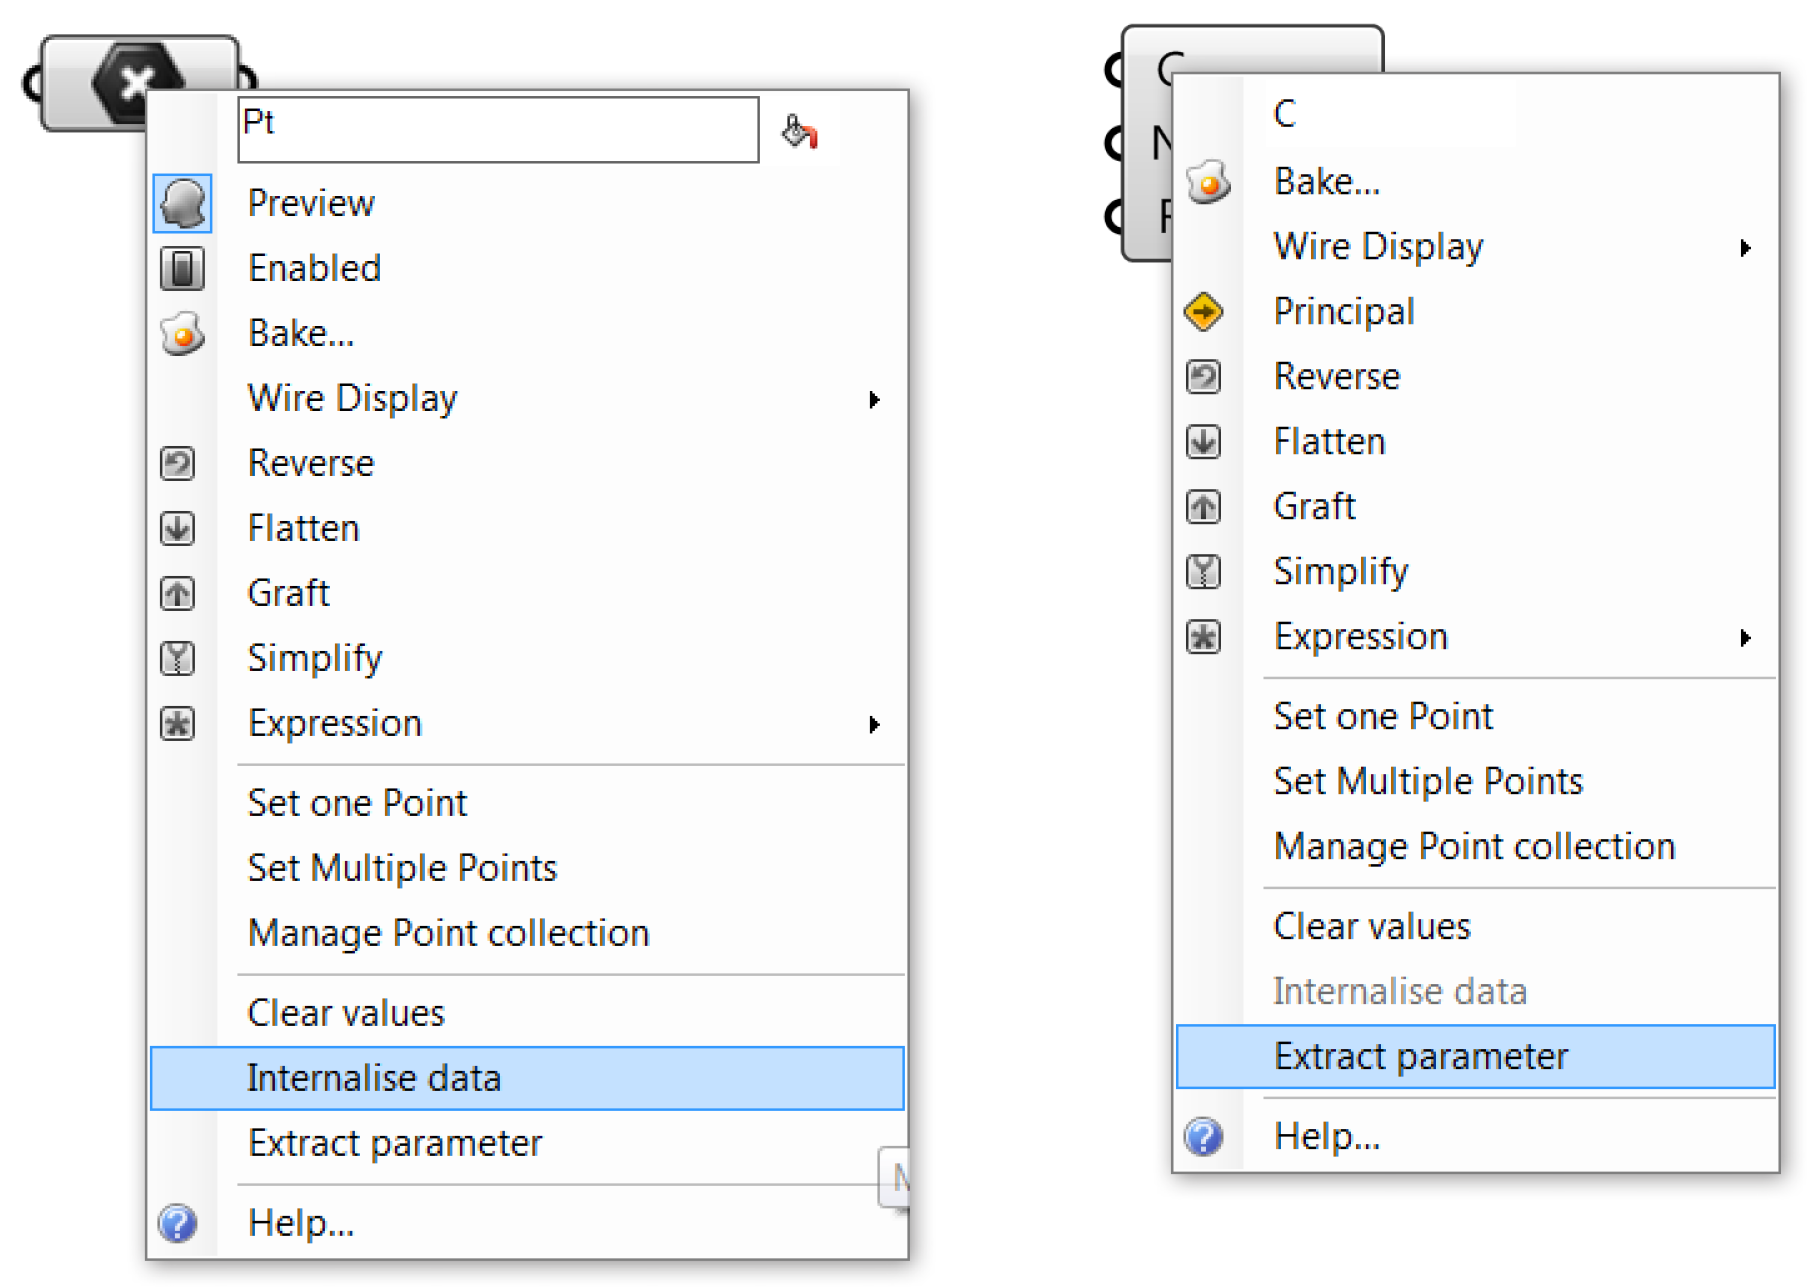 Pt
Preview
Enabled
Bake...
Wire Display
Reverse
Flatten
Graft
Simplify
Expression
Set one Point
Set Multiple Points
Manage Point collection
Clear values
Internalise data
Extract parameter
Help...
C
Bake...
Wire Display
Principal
Reverse
Flatten
Graft
Simplify
Expression
Set one Point
Set Multiple Points
Manage Point collection
Clear values
Internalise data
Extract parameter
Help...